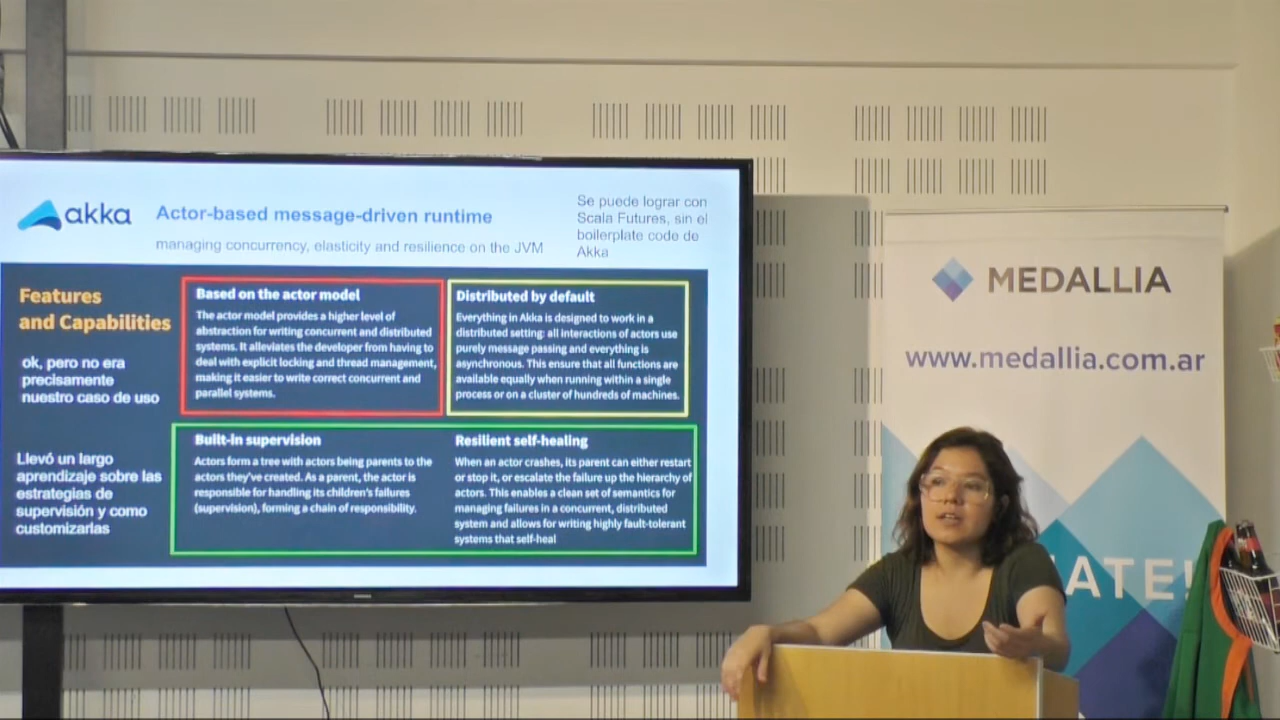 akka
Actor-based message-driven runtime
managing concurrency, elasticity and resilience on the JVM
Se puede lograr con
Scala Futures, sin el
boilerplate code de
Akka
Features
and Capabilities
ok, pero no era
precisamente
nuestro caso de uso
Based on the actor model
The actor model provides a higher level of
abstraction for writing concurrent and distributed
systems. It alleviates the developer from having to
deal with explicit locking and thread management,
making it easier to write correct concurrent and
parallel systems.
Distributed by default
Everything in Akka is designed to work in a
distributed setting: all interactions of actors use
purely message passing and everything is
asynchronous. This ensure that all functions are
available equally when running within a single
process or on a cluster of hundreds of machines.
Llevó un largo
aprendizaje sobre las
estrategias de
supervisión y como
customizarlas
Built-in supervision
Actors form a tree with actors being parents to the
actors they've created. As a parent, the actor is
responsible for handling its children's failures
(supervision), forming a chain of responsibility.
Resilient self-healing
When an actor crashes, its parent can either restart
or stop it, or escalate the failure up the hierarchy of
actors. This enables a clean set of semantics for
managing failures in a concurrent, distributed
system and allows for writing highly fault-tolerant
systems that self-heal
MEDALLIA
www.medallia.com.ar
ATE!